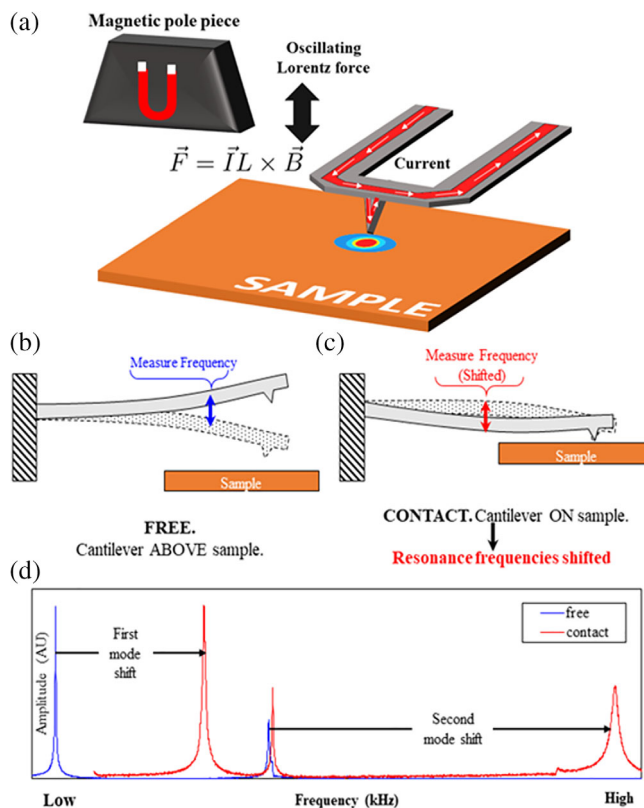 (a)
Magnetic pole piece
Oscillating
Lorentz force
F⃗ = I⃗L × B⃗
Current
SAMPLE
(b)
Measure Frequency
Sample
FREE.
Cantilever ABOVE sample.
(c)
Measure Frequency
(Shifted)
Sample
CONTACT. Cantilever ON sample.
Resonance frequencies shifted
(d)
Amplitude (AU)
First
mode
shift
free
contact
Second
mode shift
Low
Frequency (kHz)
High